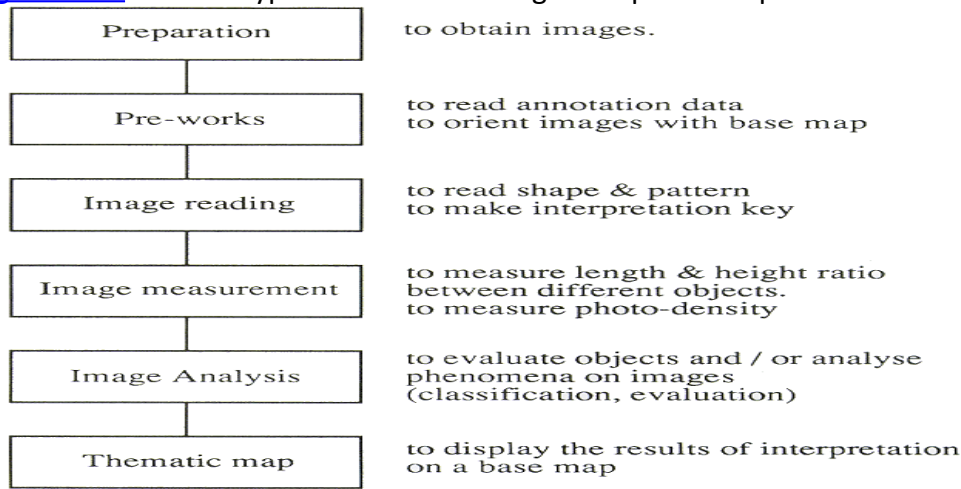 Preparation
to obtain images.
Pre-works
to read annotation data
to orient images with base map
Image reading
to read shape & pattern
to make interpretation key
Image measurement
to measure length & height ratio
between different objects.
to measure photo-density
Image Analysis
to evaluate objects and / or analyse
phenomena on images
(classification, evaluation)
Thematic map
to display the results of interpretation
on a base map